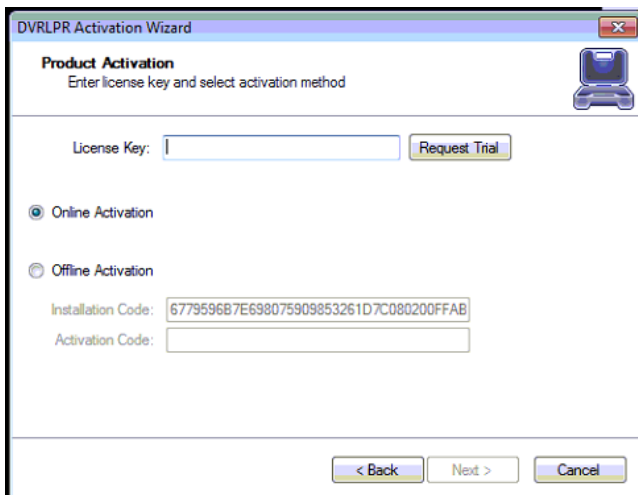 DVRLPR Activation Wizard
Product Activation
Enter license key and select activation method
License Key:
Request Trial
Online Activation
Offline Activation
Installation Code: 6779596B7E698075909853261D7C080200FFAB
Activation Code:
< Back Next > Cancel